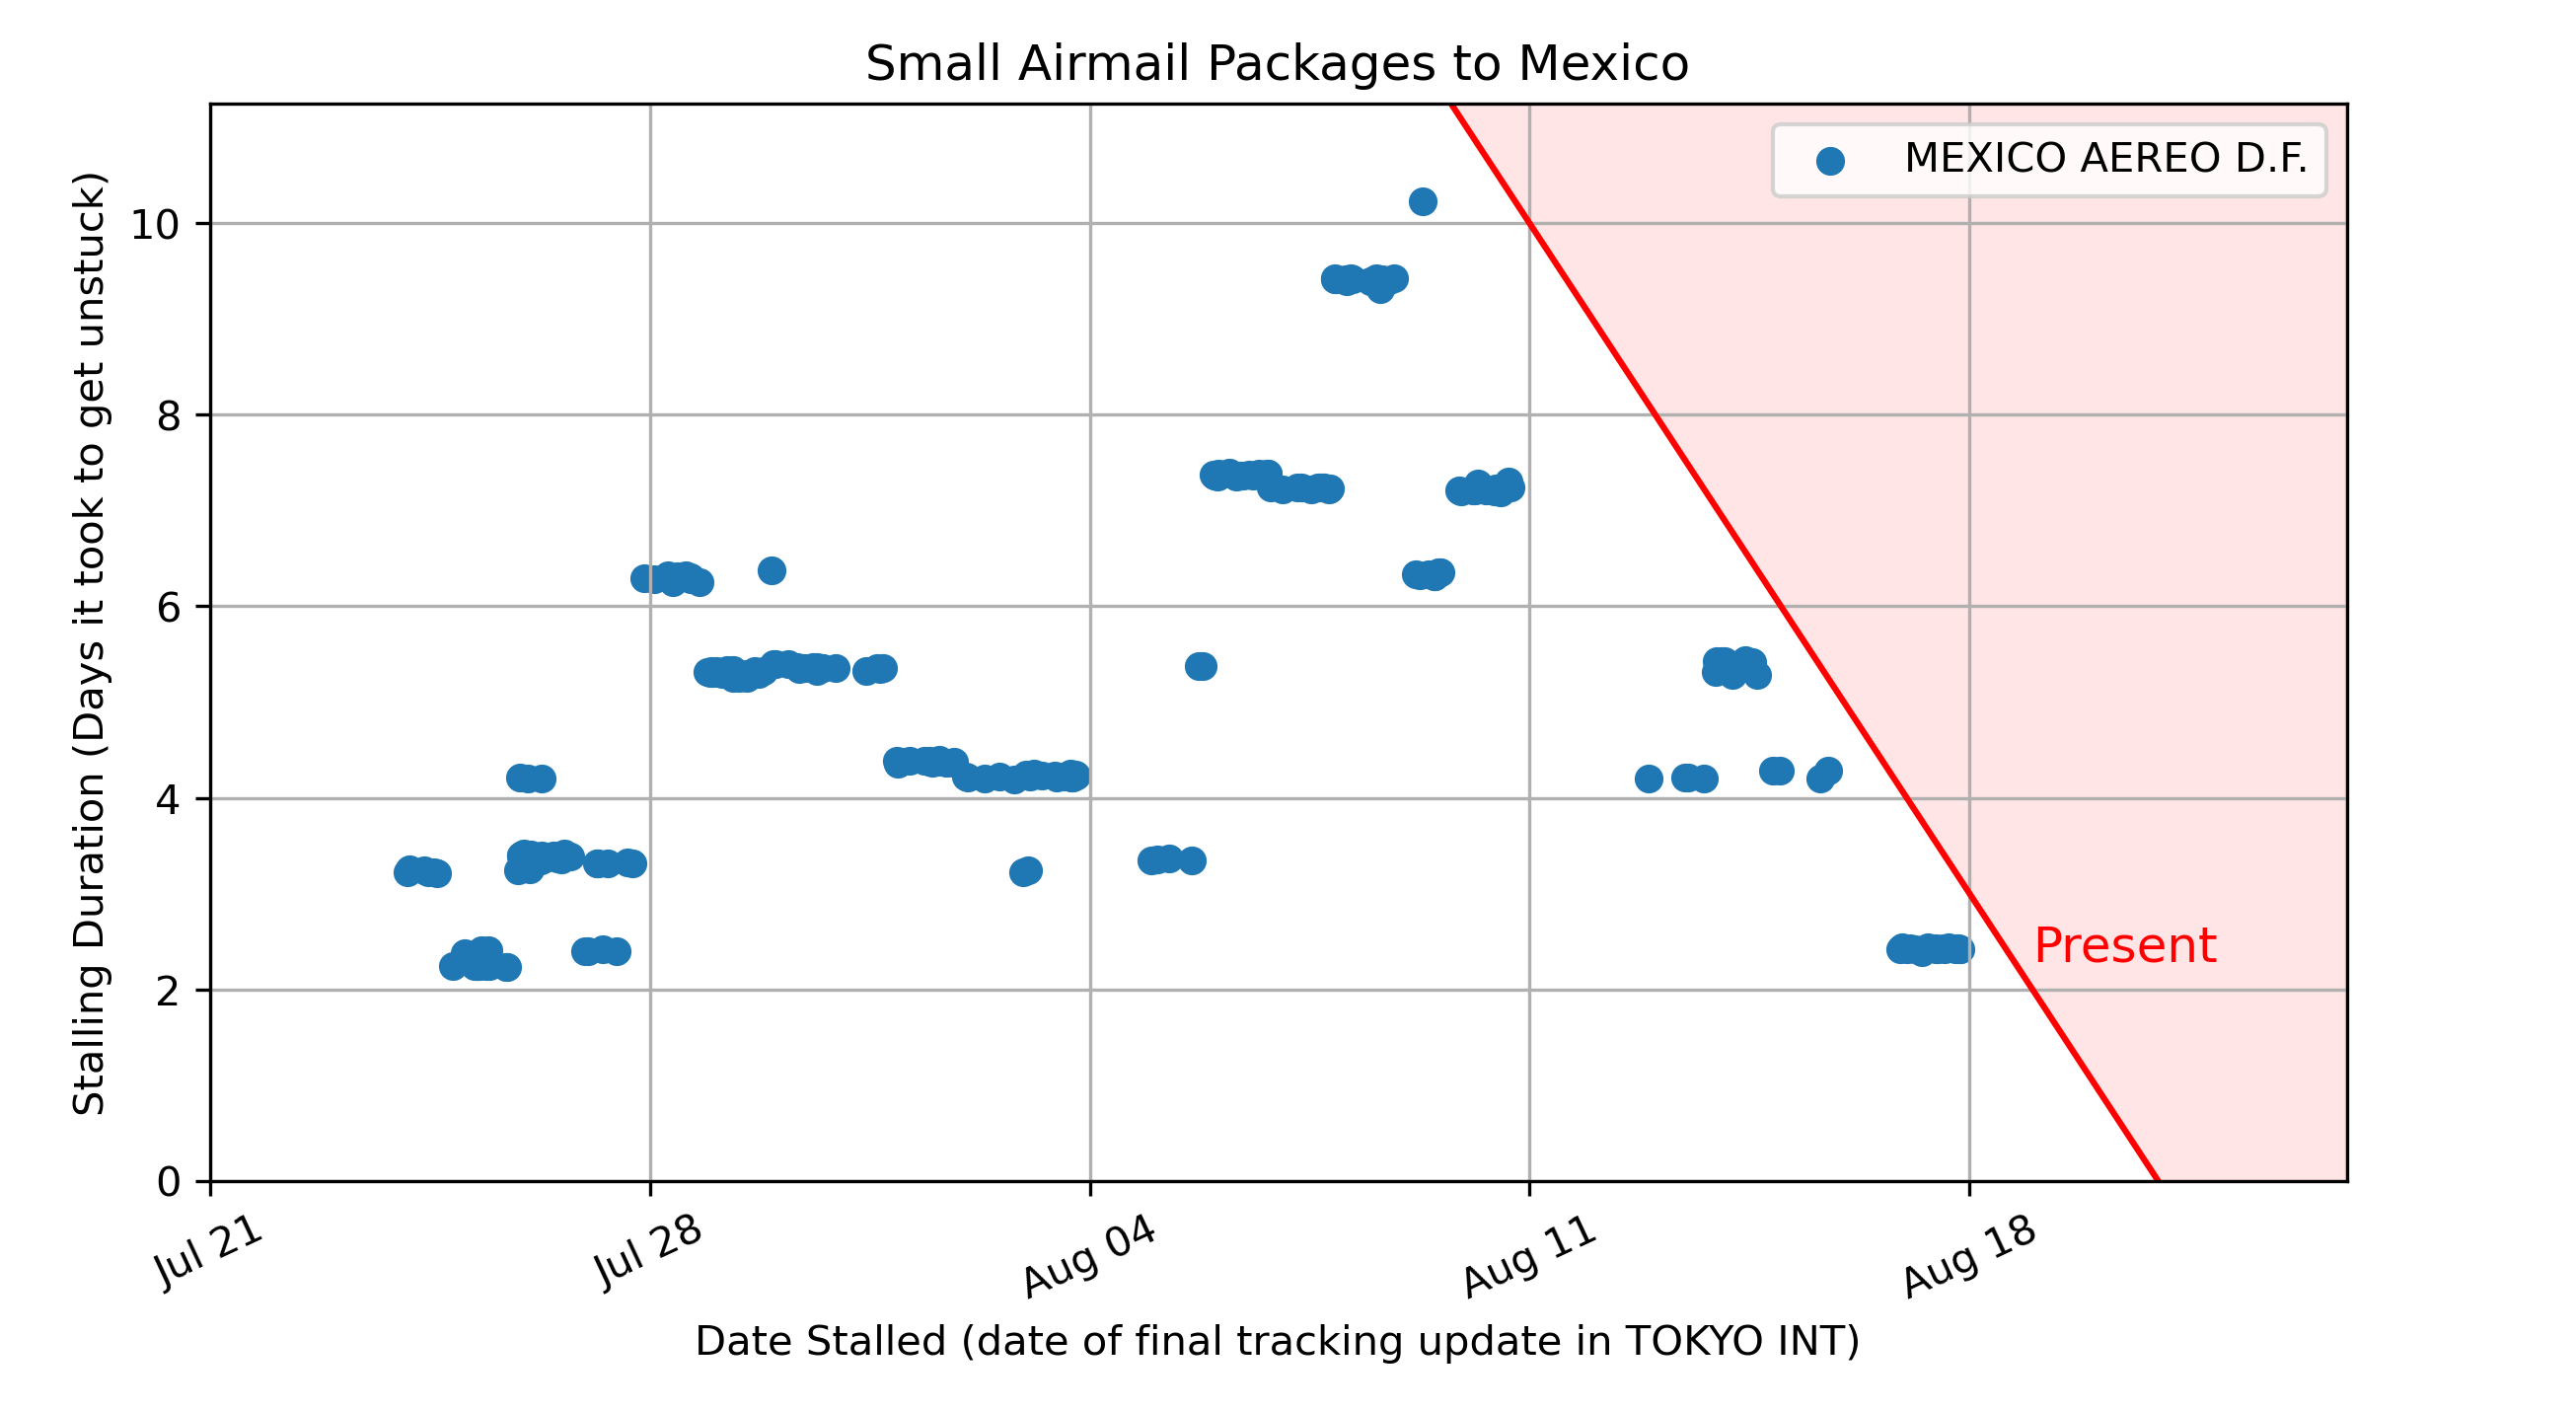 Small Airmail Packages to Mexico
MEXICO AEREO D.F.
Stalling Duration (Days it took to get unstuck)
10
8
6
4
2
0
Present
Jul 21
Jul 28
Aug 04
Aug 11
Aug 18
Date Stalled (date of final tracking update in TOKYO INT)